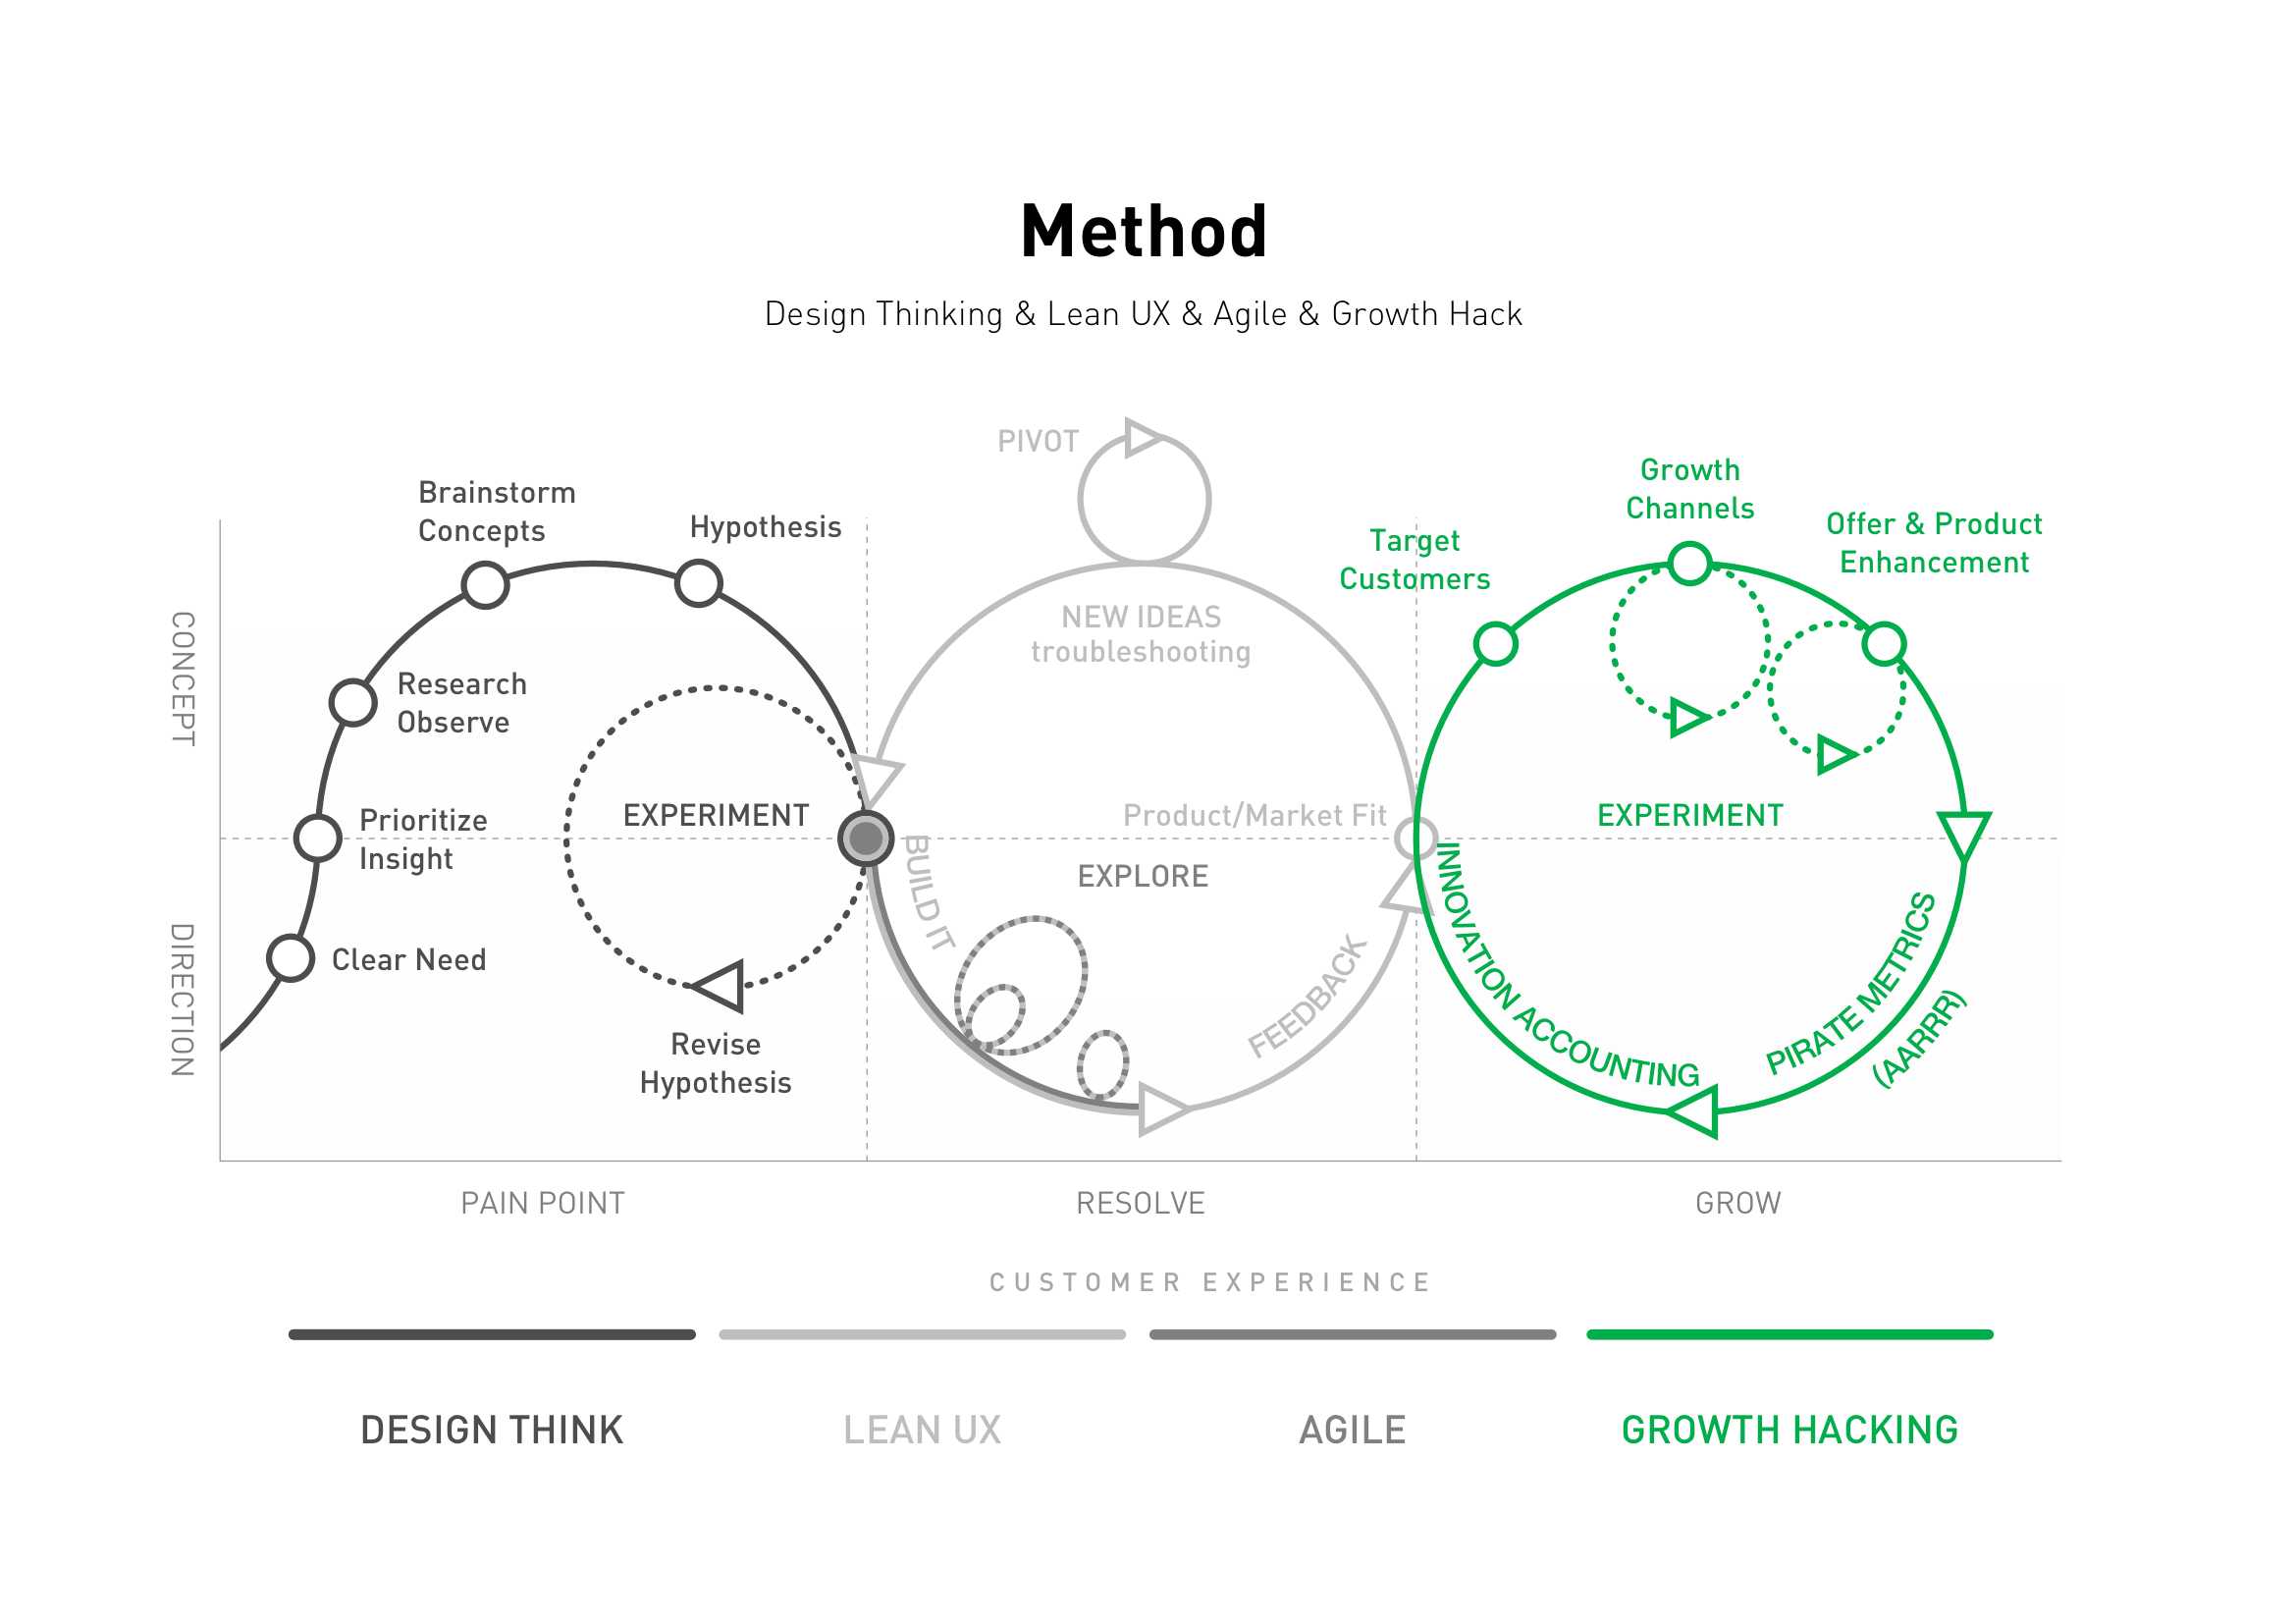 Method
Design Thinking & Lean UX & Agile & Growth Hack
CONCEPT
DIRECTION
Brainstorm
Concepts
Hypothesis
Research
Observe
Prioritize
Insight
Clear Need
EXPERIMENT
Revise
Hypothesis
PIVOT
NEW IDEAS
troubleshooting
Product/Market Fit
EXPLORE
BUILD IT
FEEDBACK
Target
Customers
Growth
Channels
Offer & Product
Enhancement
EXPERIMENT
INNOVATION ACCOUNTING
PIRATE METRICS
(AARRR)
PAIN POINT
RESOLVE
GROW
CUSTOMER EXPERIENCE
DESIGN THINK
LEAN UX
AGILE
GROWTH HACKING